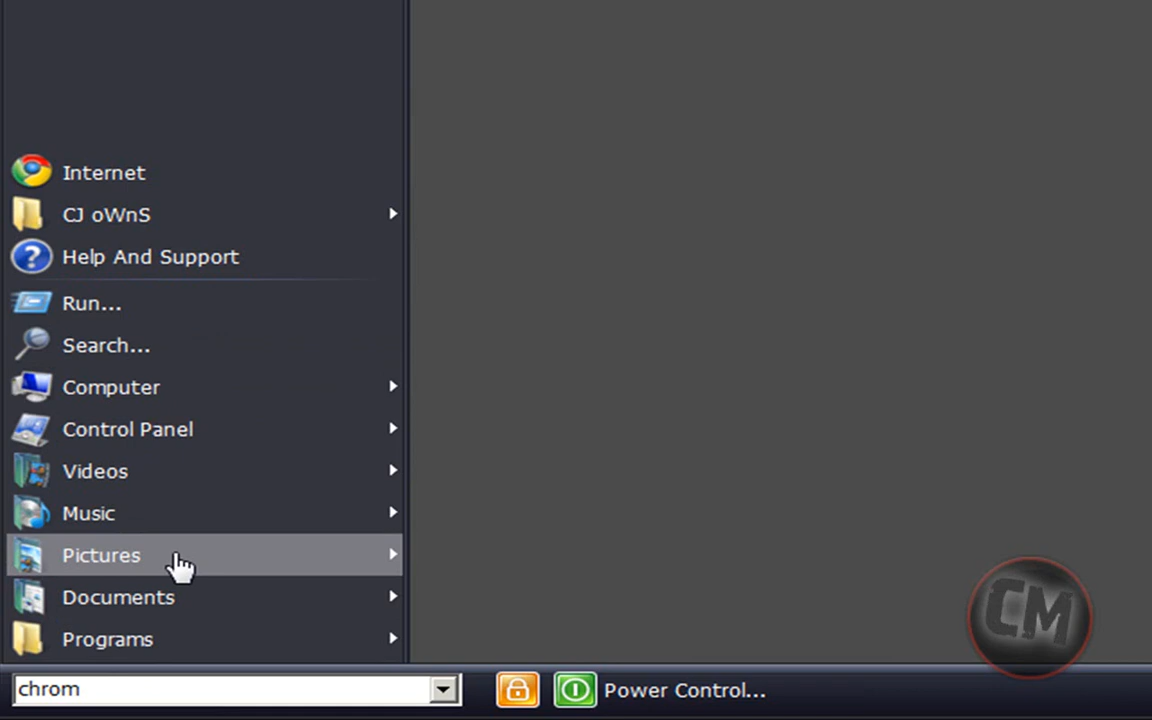 Internet
CJ oWnS
Help And Support
Run...
Search...
Computer
Control Panel
Videos
Music
Pictures
Documents
Programs
chrom
Power Control...
CM